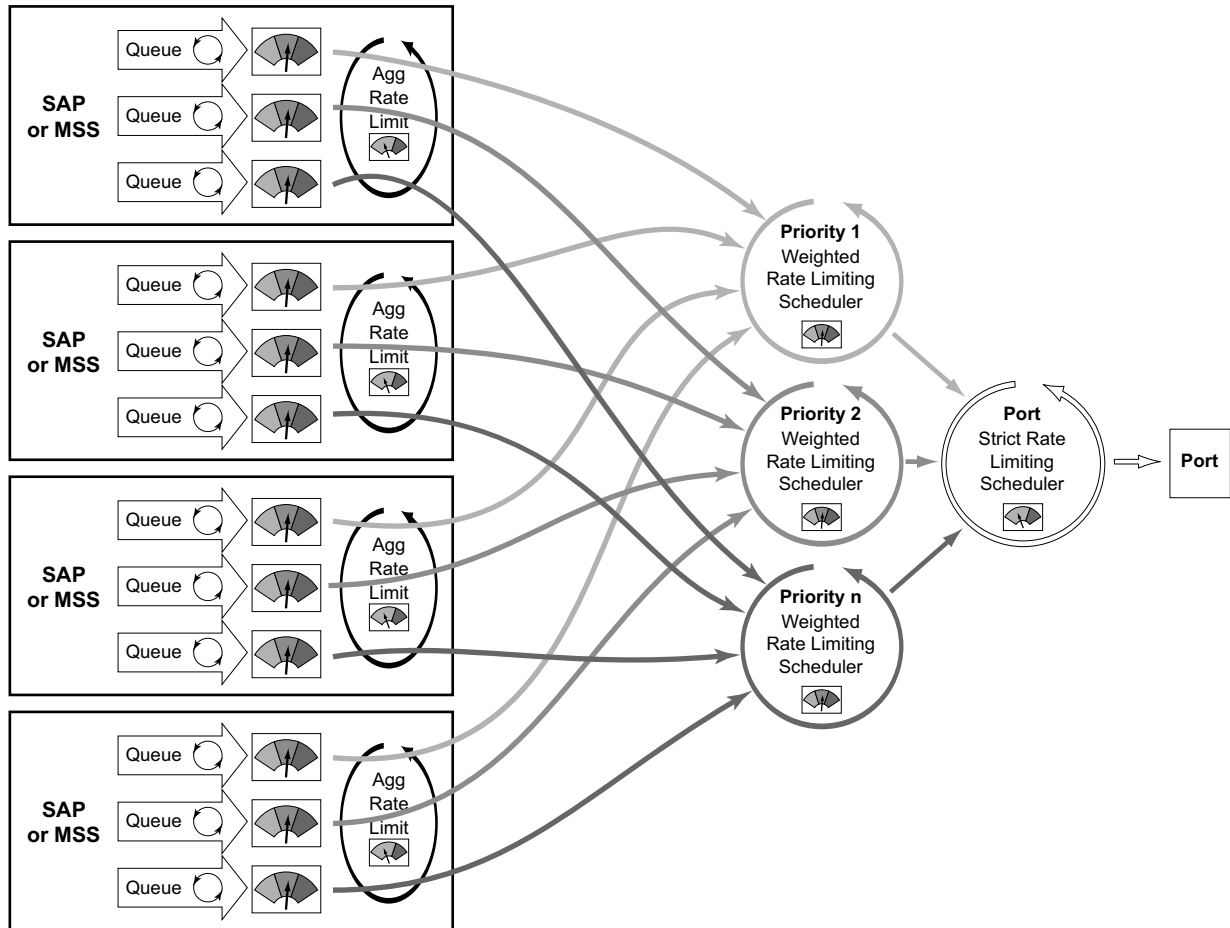 SAP
or MSS
Queue
Queue
Queue
Agg
Rate
Limit
SAP
or MSS
Queue
Queue
Queue
Agg
Rate
Limit
SAP
or MSS
Queue
Queue
Queue
Agg
Rate
Limit
SAP
or MSS
Queue
Queue
Queue
Agg
Rate
Limit
Priority 1
Weighted
Rate Limiting
Scheduler
Priority 2
Weighted
Rate Limiting
Scheduler
Priority n
Weighted
Rate Limiting
Scheduler
Port
Strict Rate
Limiting
Scheduler
Port